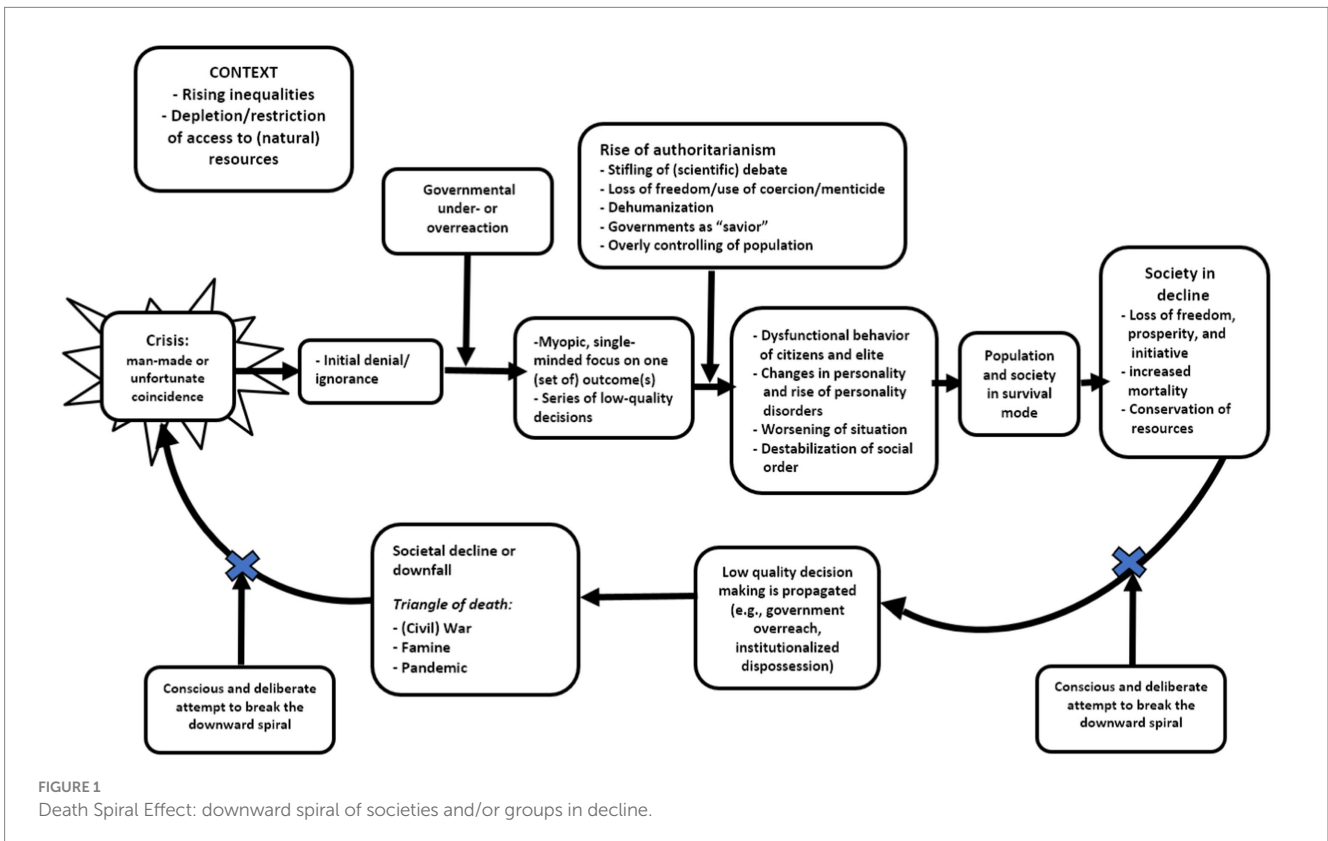 CONTEXT
- Rising inequalities
- Depletion/restriction
of access to (natural)
resources
Governmental
under- or
overreaction
Rise of authoritarianism
- Stifling of (scientific) debate
- Loss of freedom/use of coercion/menticide
- Dehumanization
- Governments as “savior”
- Overly controlling of population
Crisis:
man-made or
unfortunate
coincidence
- Initial denial/
ignorance
-Myopic, single-
minded focus on one
(set of) outcome(s)
- Series of low-quality
decisions
- Dysfunctional behavior
of citizens and elite
- Changes in personality
and rise of personality
disorders
- Worsening of situation
- Destabilization of social
order
Population
and society
in survival
mode
Society in
decline
- Loss of freedom,
prosperity, and
initiative
- increased
mortality
- Conservation of
resources
Societal decline or
downfall
Triangle of death:
- (Civil) War
- Famine
- Pandemic
Low quality decision
making is propagated
(e.g., government
overreach,
institutionalized
dispossession)
Conscious and deliberate
attempt to break the
downward spiral
Conscious and deliberate
attempt to break the
downward spiral
FIGURE 1
Death Spiral Effect: downward spiral of societies and/or groups in decline.